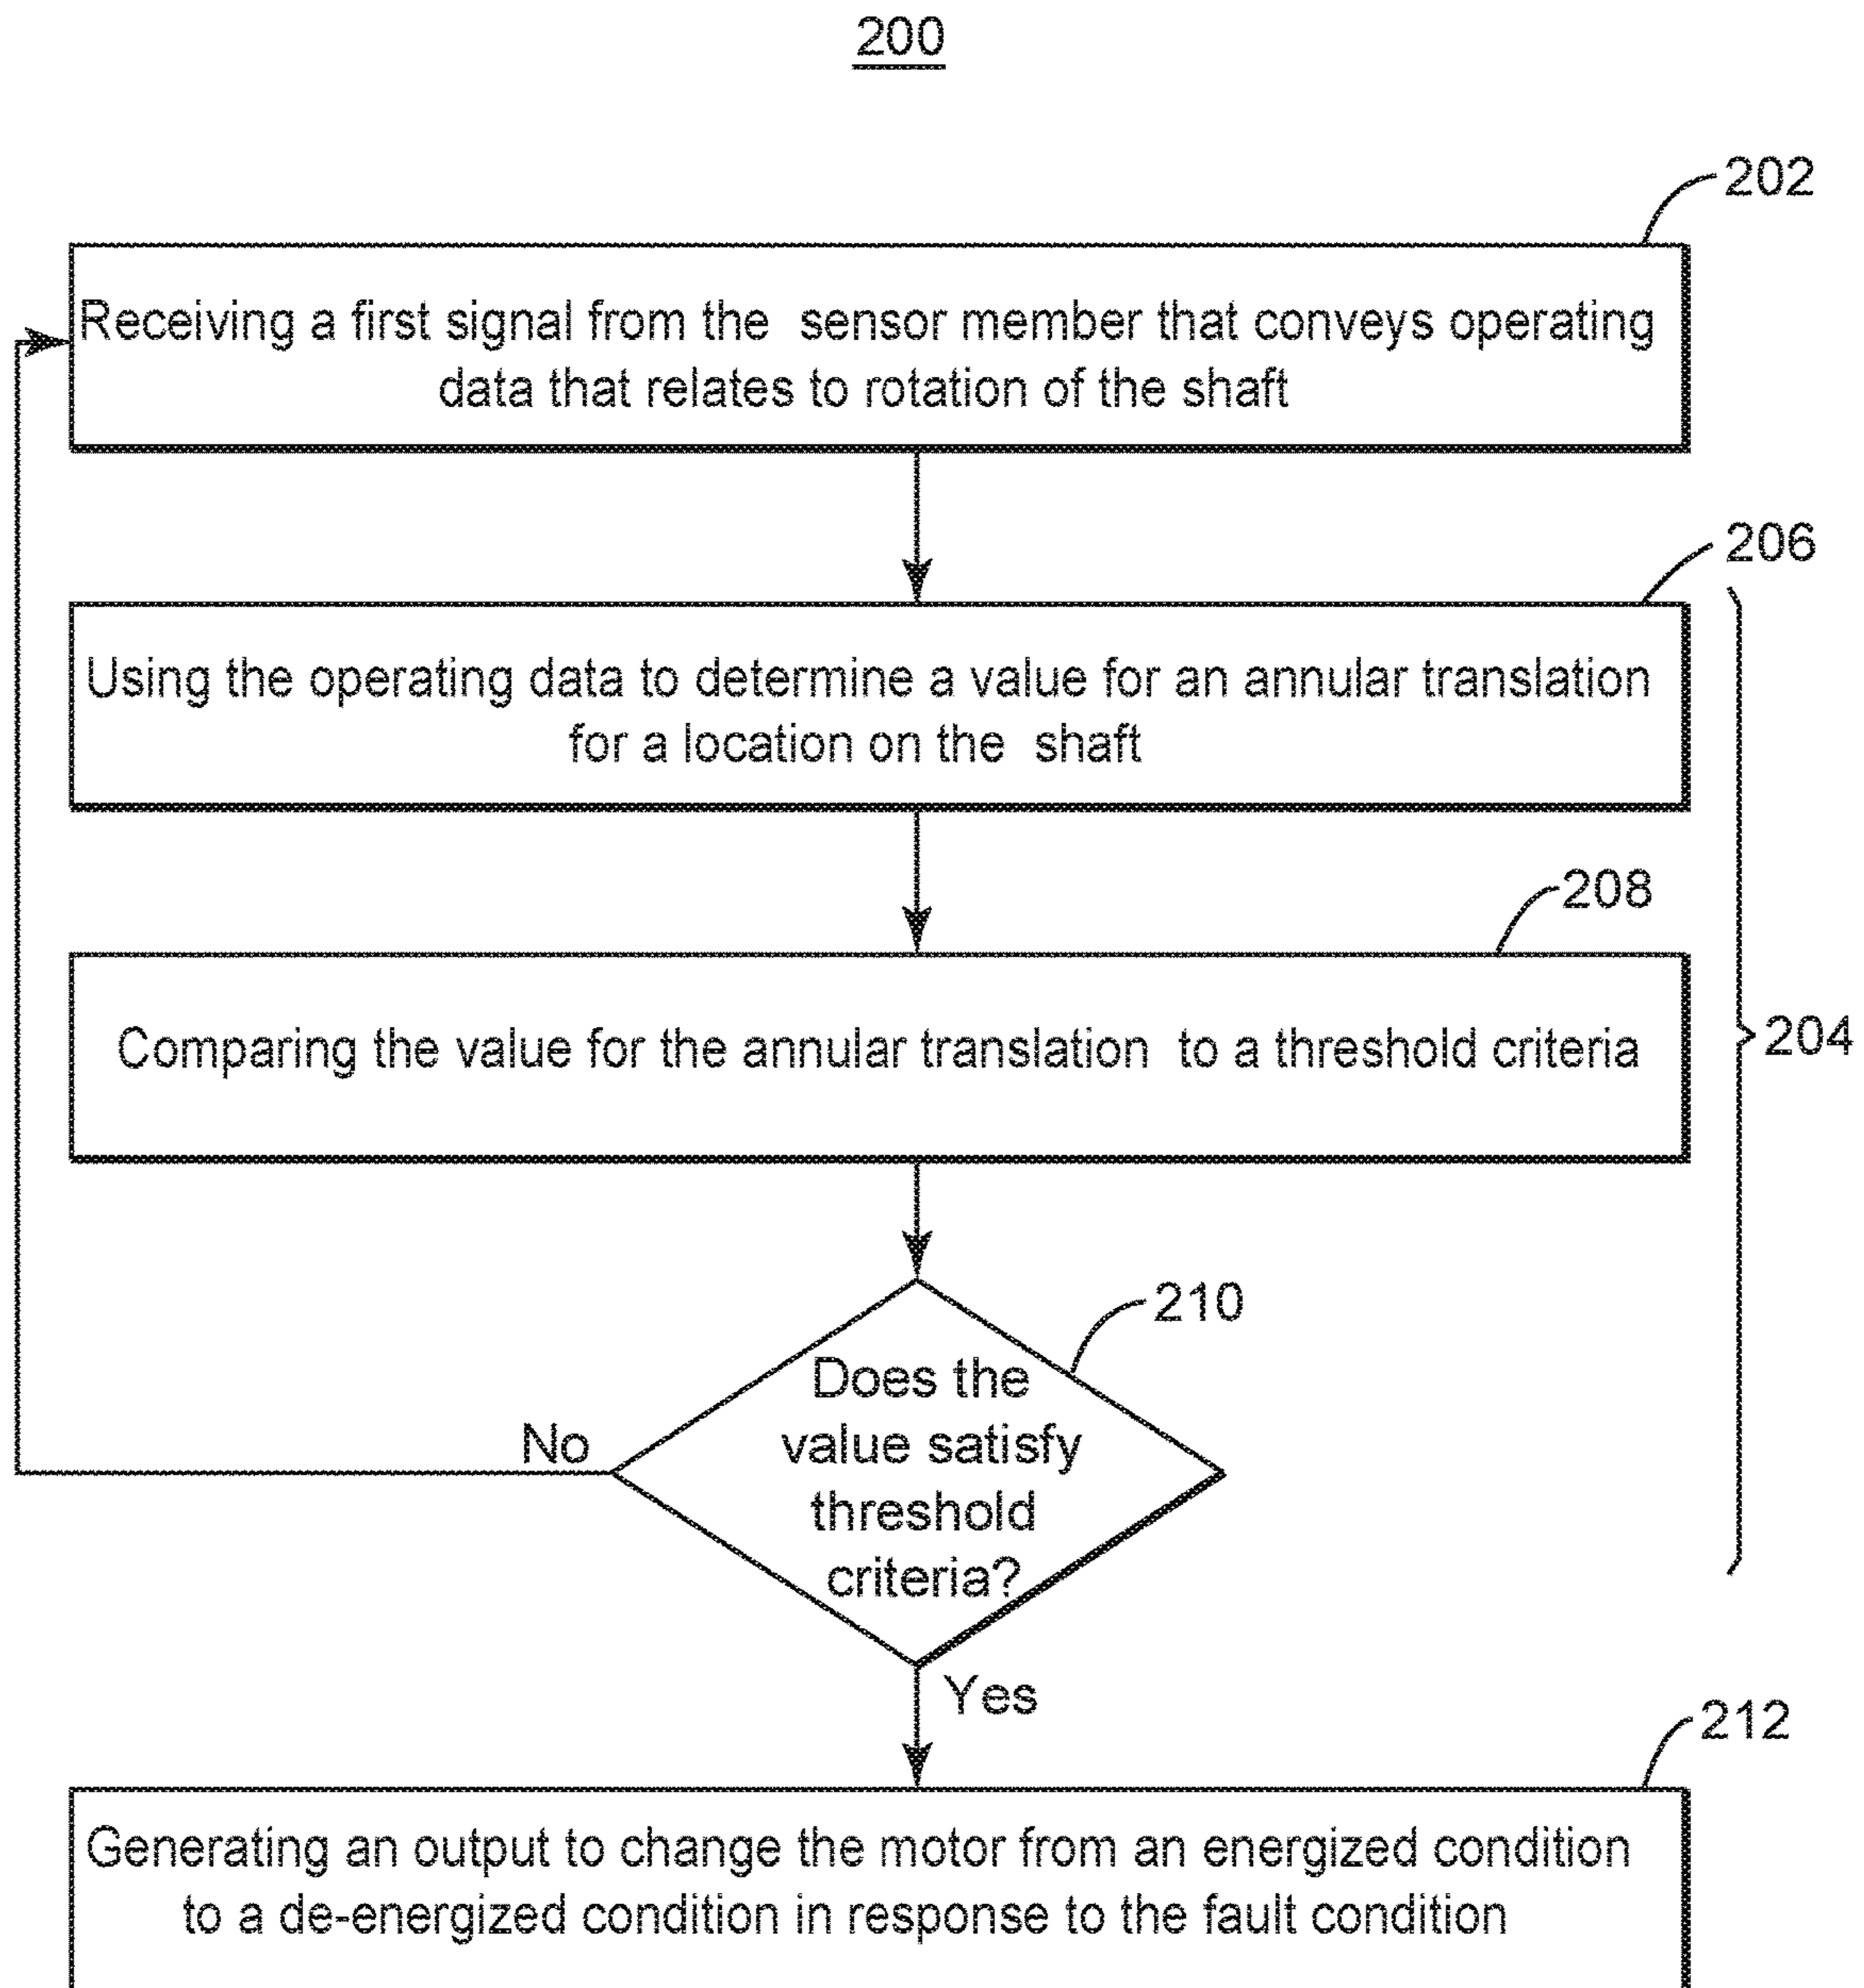 200
202
Receiving a first signal from the sensor member that conveys operating
data that relates to rotation of the shaft
206
Using the operating data to determine a value for an annular translation
for a location on the shaft
208
Comparing the value for the annular translation to a threshold criteria
204
210
Does the
value satisfy
threshold
criteria?
No
Yes
212
Generating an output to change the motor from an energized condition
to a de-energized condition in response to the fault condition